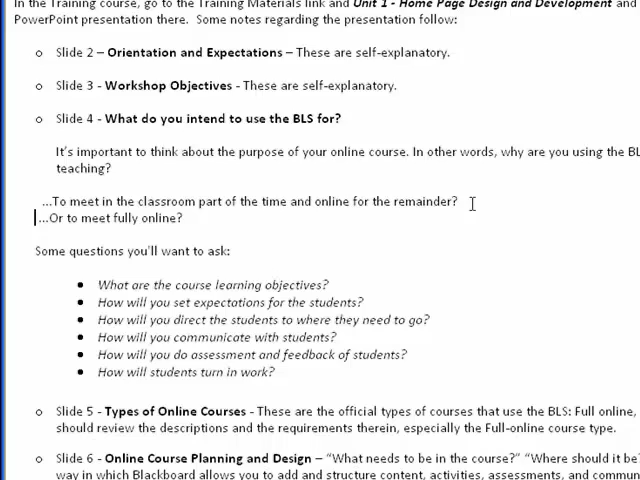 In the Training course, go to the Training Materials link and Unit 1 - Home Page Design and Development and
PowerPoint presentation there. Some notes regarding the presentation follow:
o Slide 2 – Orientation and Expectations – These are self-explanatory.
o Slide 3 - Workshop Objectives - These are self-explanatory.
o Slide 4 - What do you intend to use the BLS for?
It's important to think about the purpose of your online course. In other words, why are you using the BL
teaching?
...To meet in the classroom part of the time and online for the remainder?
...Or to meet fully online?
Some questions you'll want to ask:
• What are the course learning objectives?
• How will you set expectations for the students?
• How will you direct the students to where they need to go?
• How will you communicate with students?
• How will you do assessment and feedback of students?
• How will students turn in work?
o Slide 5 - Types of Online Courses - These are the official types of courses that use the BLS: Full online,
should review the descriptions and the requirements therein, especially the Full-online course type.
o Slide 6 - Online Course Planning and Design – “What needs to be in the course?” “Where should it be
way in which Blackboard allows you to add and structure content, activities, assessments, and commun